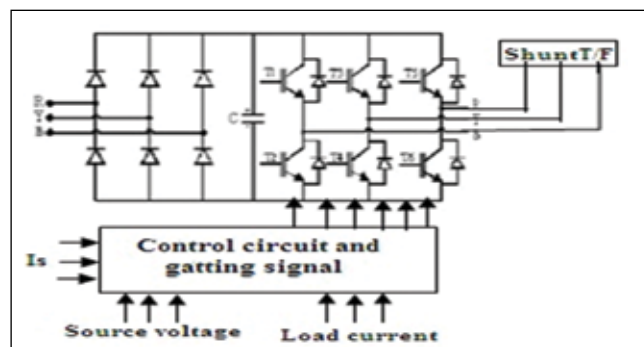 ShuntT/F
T1
T3
T5
C
T2
T4
T6
Control circuit and
gatting signal
Is
Source voltage
Load current